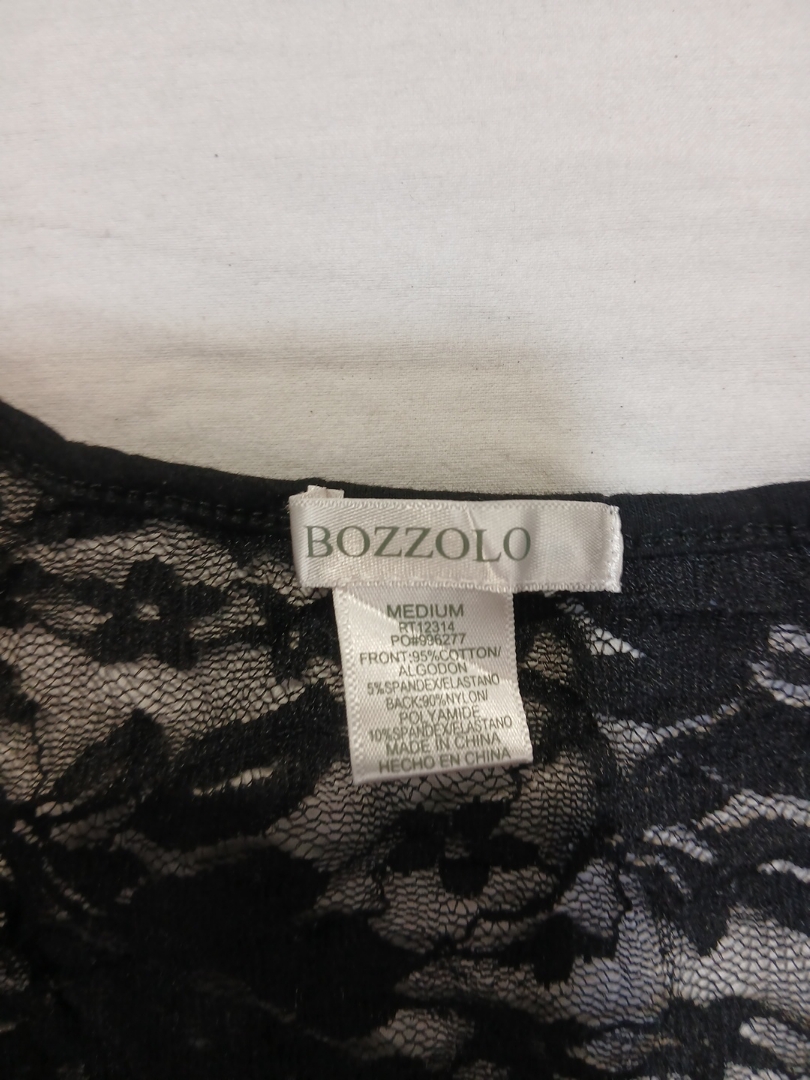 BOZZOLO
MEDIUM
RT12314
PO#936277
FRONT:95%COTTON/
ALGODON
5%SPANDEX/ELASTANO
BACK:90%NYLON/
POLYAMIDE
10%SPANDEX/ELASTANO
MADE IN CHINA
HECHO EN CHINA